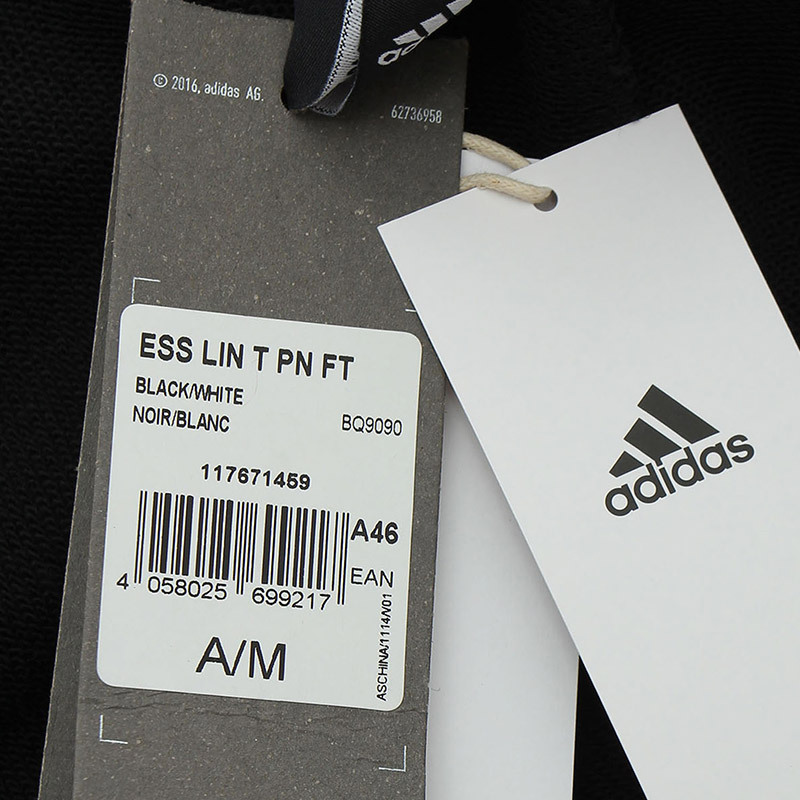 adidas
© 2016, adidas AG.
62736958
ESS LIN T PN FT
BLACK/WHITE
NOIR/BLANC
BQ9090
117671459
A46
EAN
4 058025 699217
A/M
ASCHINA/1114/V01
adidas